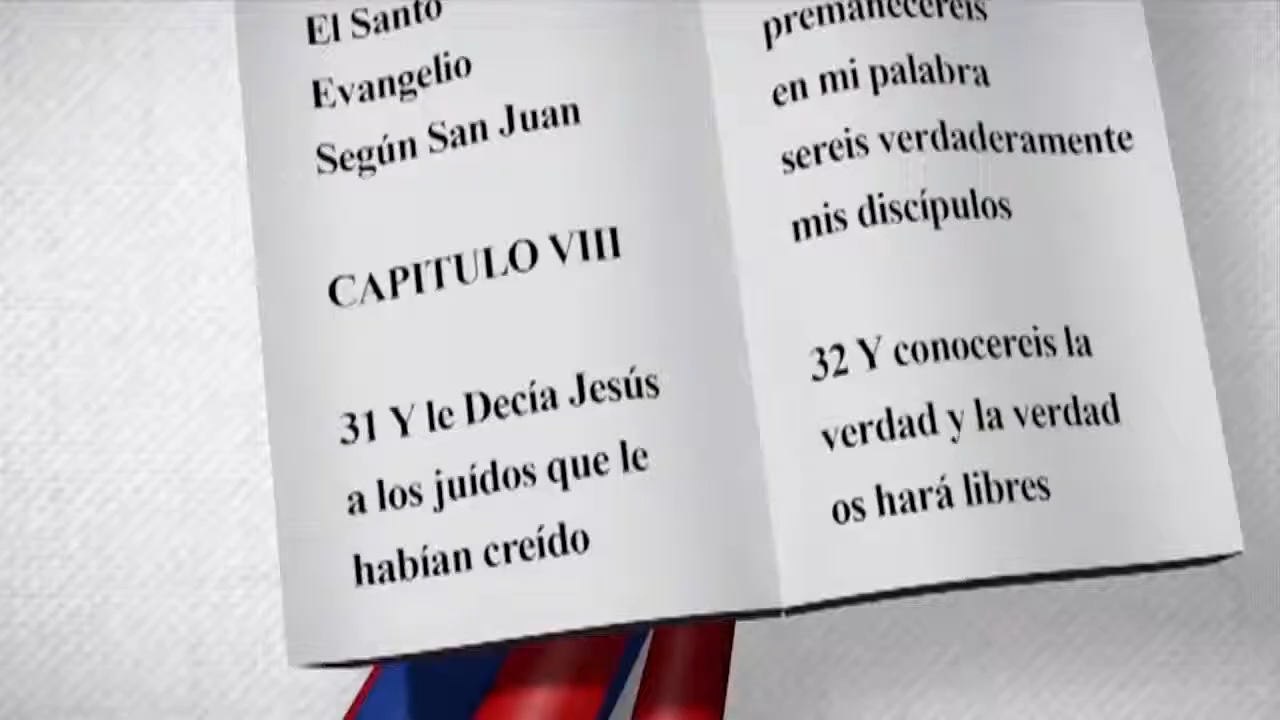 El Santo
Evangelio
Según San Juan
CAPITULO VIII
31 Y le Decía Jesús
a los juídos que le
habían creído
premanecereis
en mi palabra
sereis verdaderamente
mis discípulos
32 Y conocereis la
verdad y la verdad
os hará libres